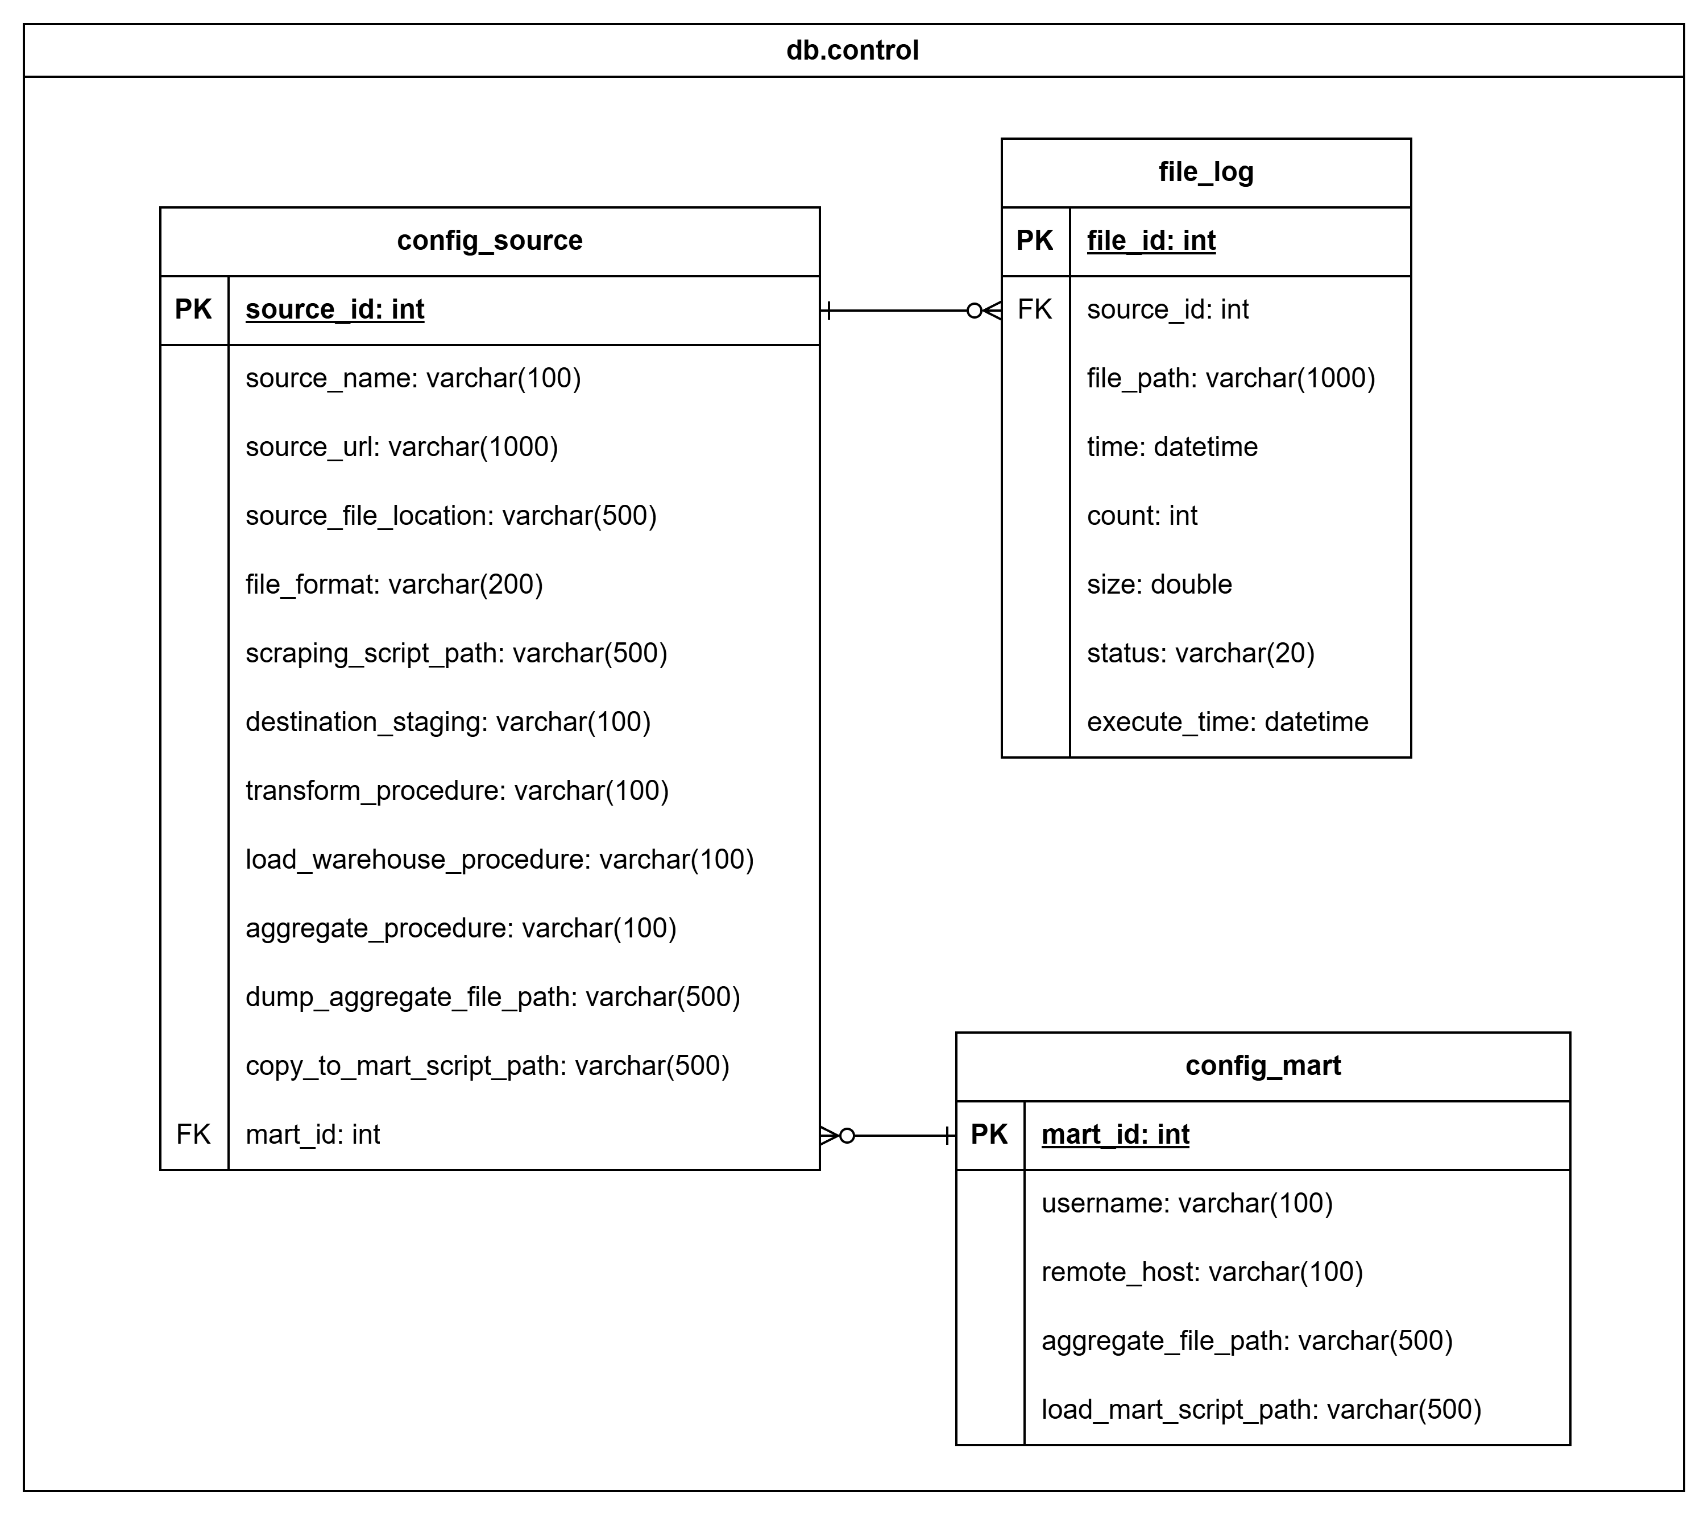 db.control
config_source
PK source_id: int
source_name: varchar(100)
source_url: varchar(1000)
source_file_location: varchar(500)
file_format: varchar(200)
scraping_script_path: varchar(500)
destination_staging: varchar(100)
transform_procedure: varchar(100)
load_warehouse_procedure: varchar(100)
aggregate_procedure: varchar(100)
dump_aggregate_file_path: varchar(500)
copy_to_mart_script_path: varchar(500)
FK mart_id: int
file_log
PK file_id: int
FK source_id: int
file_path: varchar(1000)
time: datetime
count: int
size: double
status: varchar(20)
execute_time: datetime
config_mart
PK mart_id: int
username: varchar(100)
remote_host: varchar(100)
aggregate_file_path: varchar(500)
load_mart_script_path: varchar(500)